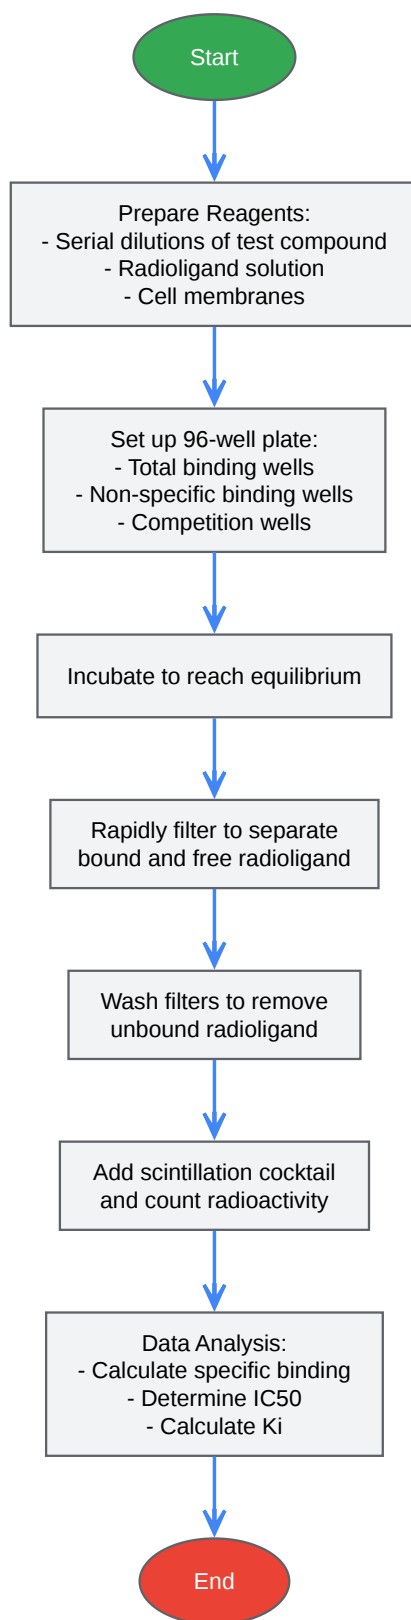 Start
Prepare Reagents:
- Serial dilutions of test compound
- Radioligand solution
- Cell membranes
Set up 96-well plate:
- Total binding wells
- Non-specific binding wells
- Competition wells
Incubate to reach equilibrium
Rapidly filter to separate
bound and free radioligand
Wash filters to remove
unbound radioligand
Add scintillation cocktail
and count radioactivity
Data Analysis:
- Calculate specific binding
- Determine IC50
- Calculate Ki
End